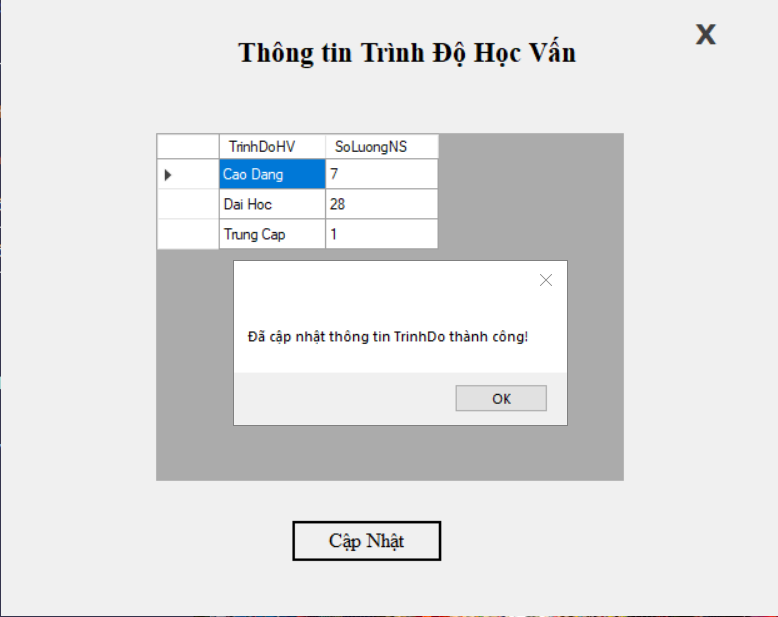 X
Thông tin Trình Độ Học Vấn
TrinhDoHV SoLuongNS
Cao Dang 7
Dai Hoc 28
Trung Cap 1
Đã cập nhật thông tin TrinhDo thành công!
OK
Cập Nhật